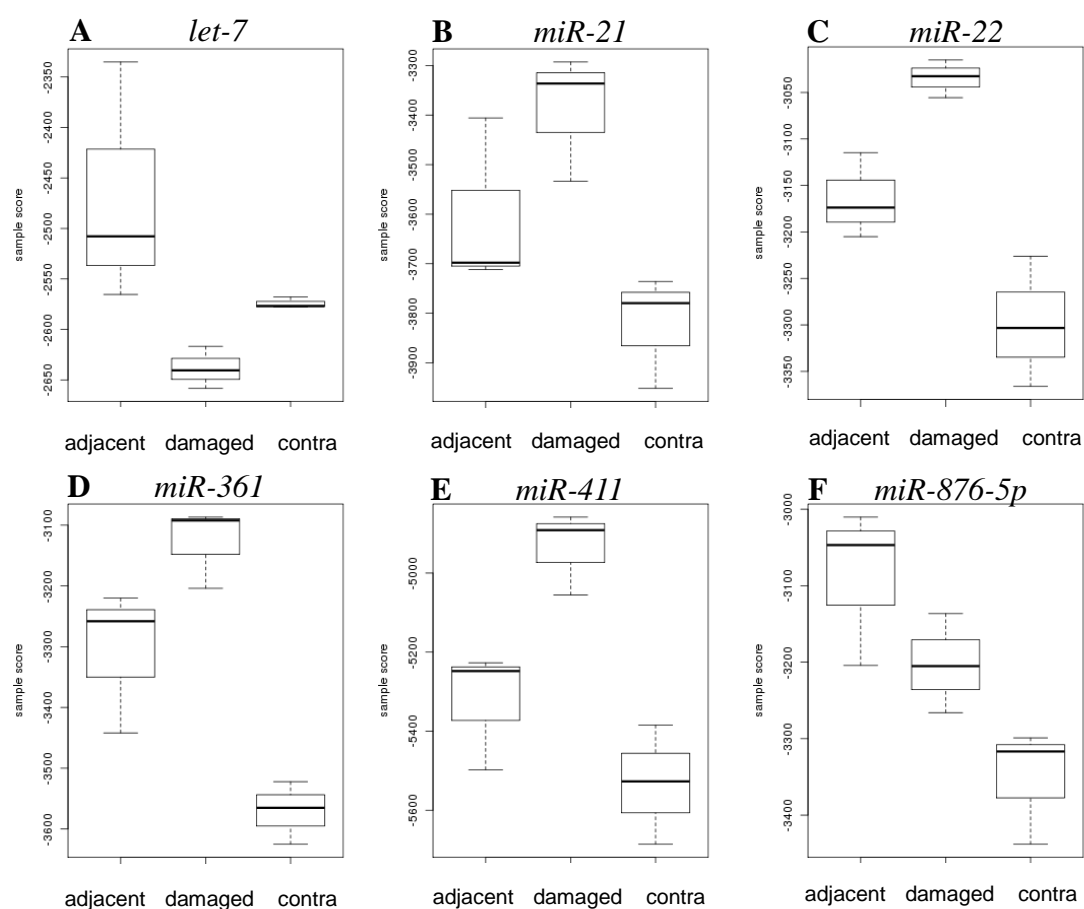 A let-7
B miR-21
C miR-22
sample score
-2350
-2400
-2450
-2500
-2550
-2600
-2650
adjacent damaged contra
sample score
-3300
-3400
-3500
-3600
-3700
-3800
-3900
adjacent damaged contra
sample score
-3050
-3100
-3150
-3200
-3250
-3300
-3350
adjacent damaged contra
D miR-361
E miR-411
F miR-876-5p
sample score
-3100
-3200
-3300
-3400
-3500
-3600
adjacent damaged contra
sample score
-5000
-5200
-5400
-5600
adjacent damaged contra
sample score
-3000
-3100
-3200
-3300
-3400
adjacent damaged contra